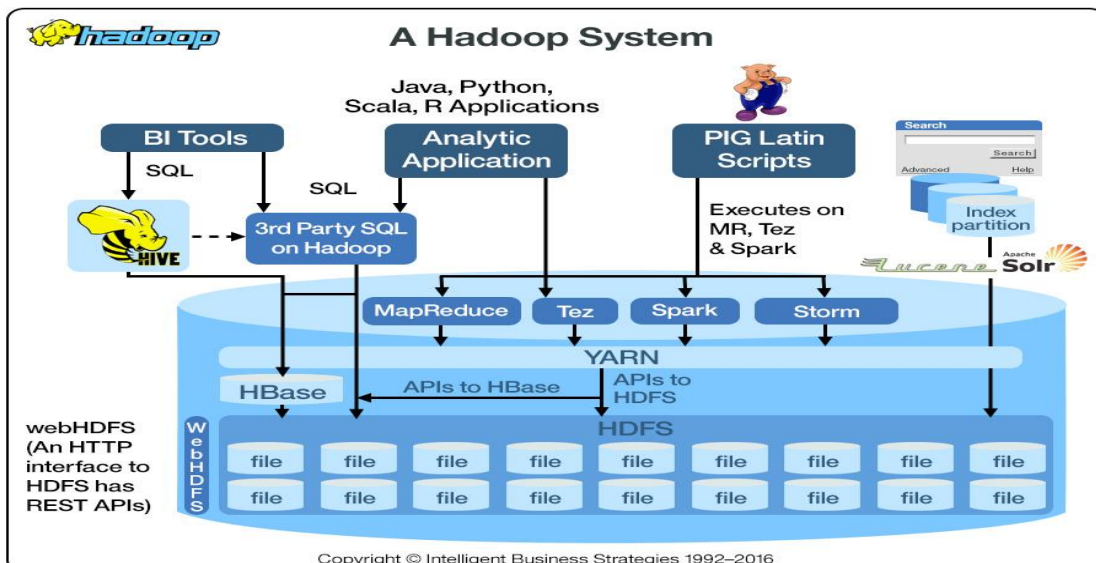 hadoop
A Hadoop System
Java, Python,
Scala, R Applications
BI Tools
Analytic
Application
PIG Latin
Scripts
Search
Search
Advanced
Help
SQL
SQL
HIVE
3rd Party SQL
on Hadoop
Executes on
MR, Tez
& Spark
Index
partition
Lucene
Apache
Solr
MapReduce
Tez
Spark
Storm
YARN
HBase
APIs to HBase
APIs to
HDFS
webHDFS
(An HTTP
interface to
HDFS has
REST APIs)
WebHDFS
HDFS
file file file file file file file file file
file file file file file file file file file
Copyright © Intelligent Business Strategies 1992–2016